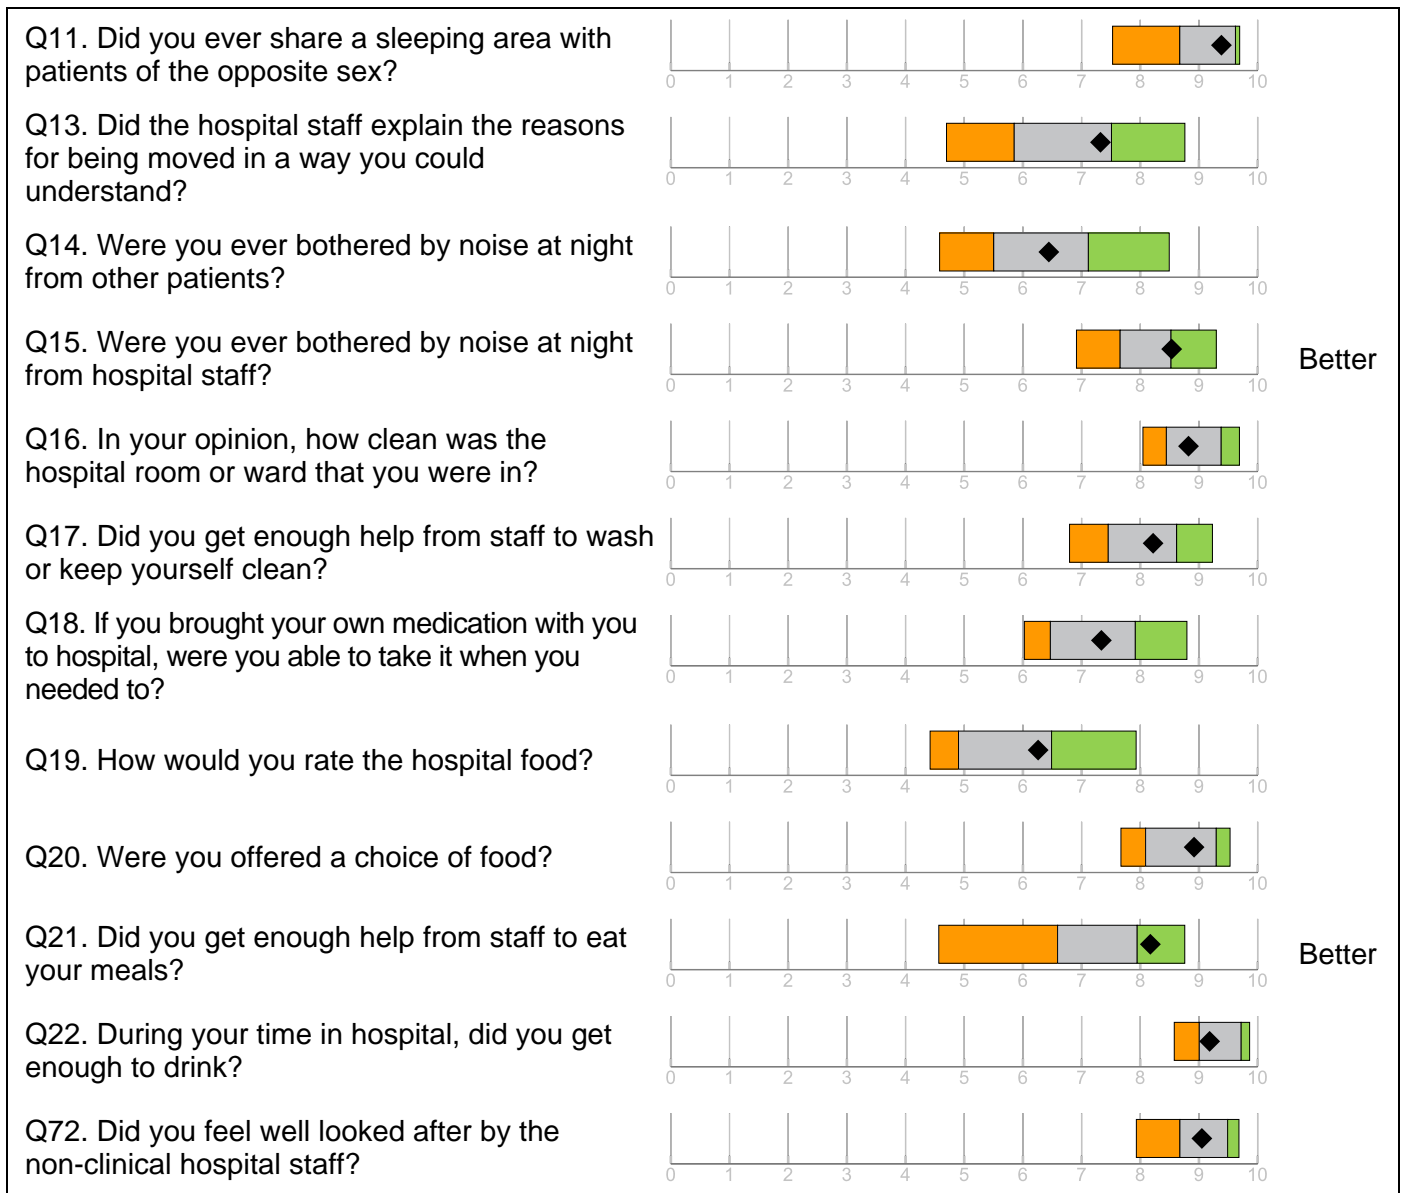 Q11. Did you ever share a sleeping area with
patients of the opposite sex?
0 1 2 3 4 5 6 7 8 9 10
Q13. Did the hospital staff explain the reasons
for being moved in a way you could
understand?
0 1 2 3 4 5 6 7 8 9 10
Q14. Were you ever bothered by noise at night
from other patients?
0 1 2 3 4 5 6 7 8 9 10
Q15. Were you ever bothered by noise at night
from hospital staff?
Better
0 1 2 3 4 5 6 7 8 9 10
Q16. In your opinion, how clean was the
hospital room or ward that you were in?
0 1 2 3 4 5 6 7 8 9 10
Q17. Did you get enough help from staff to wash
or keep yourself clean?
0 1 2 3 4 5 6 7 8 9 10
Q18. If you brought your own medication with you
to hospital, were you able to take it when you
needed to?
0 1 2 3 4 5 6 7 8 9 10
Q19. How would you rate the hospital food?
0 1 2 3 4 5 6 7 8 9 10
Q20. Were you offered a choice of food?
0 1 2 3 4 5 6 7 8 9 10
Q21. Did you get enough help from staff to eat
your meals?
Better
0 1 2 3 4 5 6 7 8 9 10
Q22. During your time in hospital, did you get
enough to drink?
0 1 2 3 4 5 6 7 8 9 10
Q72. Did you feel well looked after by the
non-clinical hospital staff?
0 1 2 3 4 5 6 7 8 9 10